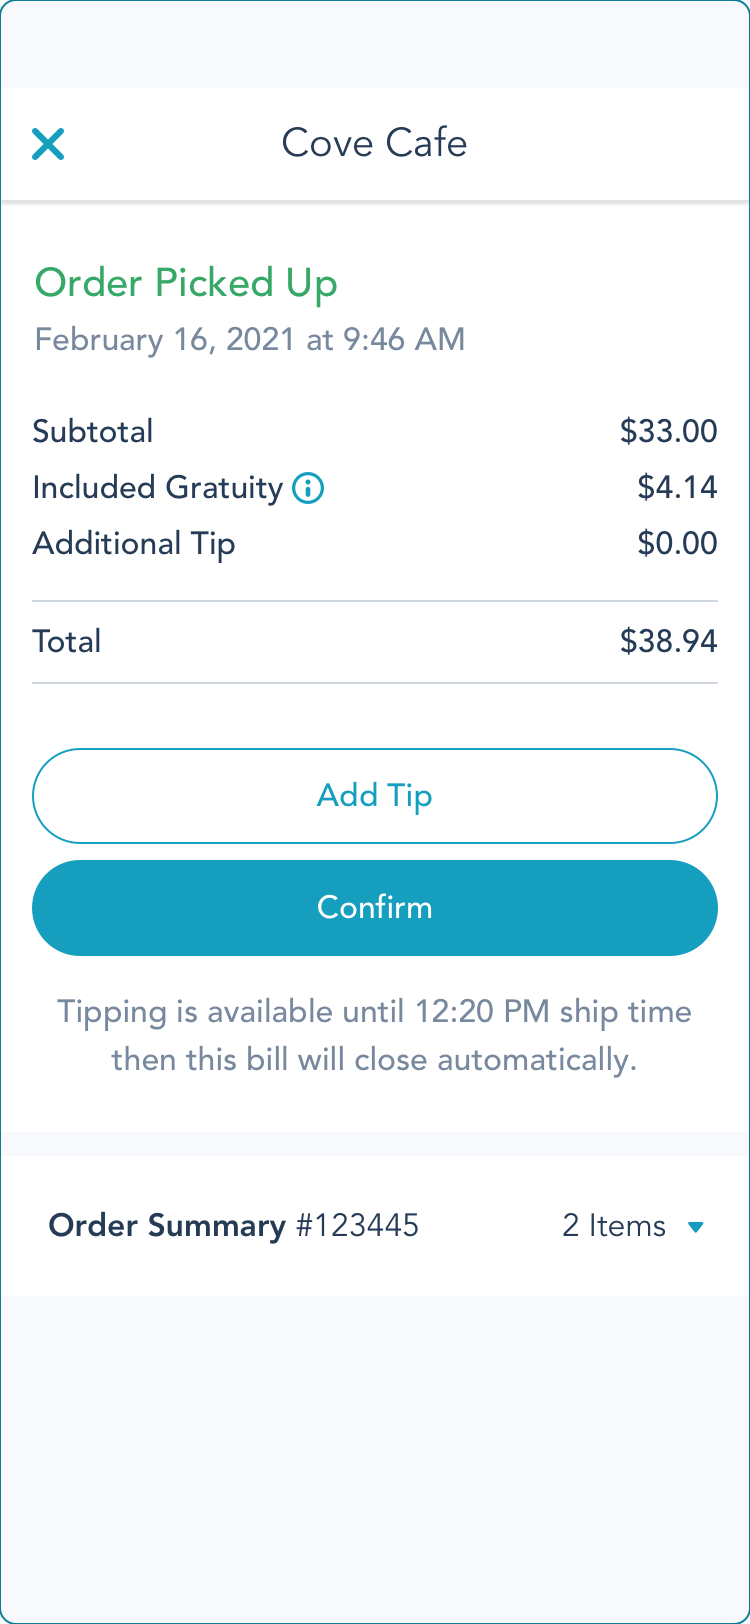 Cove Cafe
Order Picked Up
February 16, 2021 at 9:46 AM
Subtotal $33.00
Included Gratuity $4.14
Additional Tip $0.00
Total $38.94
Add Tip
Confirm
Tipping is available until 12:20 PM ship time
then this bill will close automatically.
Order Summary #123445 2 Items